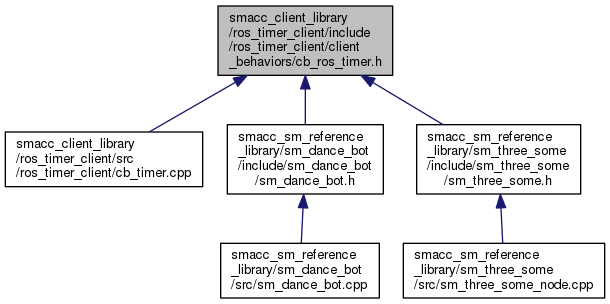 smacc_client_library
/ros_timer_client/include
/ros_timer_client/client
_behaviors/cb_ros_timer.h
smacc_client_library
/ros_timer_client/src
/ros_timer_client/cb_timer.cpp
smacc_sm_reference
_library/sm_dance_bot
/include/sm_dance_bot
/sm_dance_bot.h
smacc_sm_reference
_library/sm_three_some
/include/sm_three_some
/sm_three_some.h
smacc_sm_reference
_library/sm_dance_bot
/src/sm_dance_bot.cpp
smacc_sm_reference
_library/sm_three_some
/src/sm_three_some_node.cpp